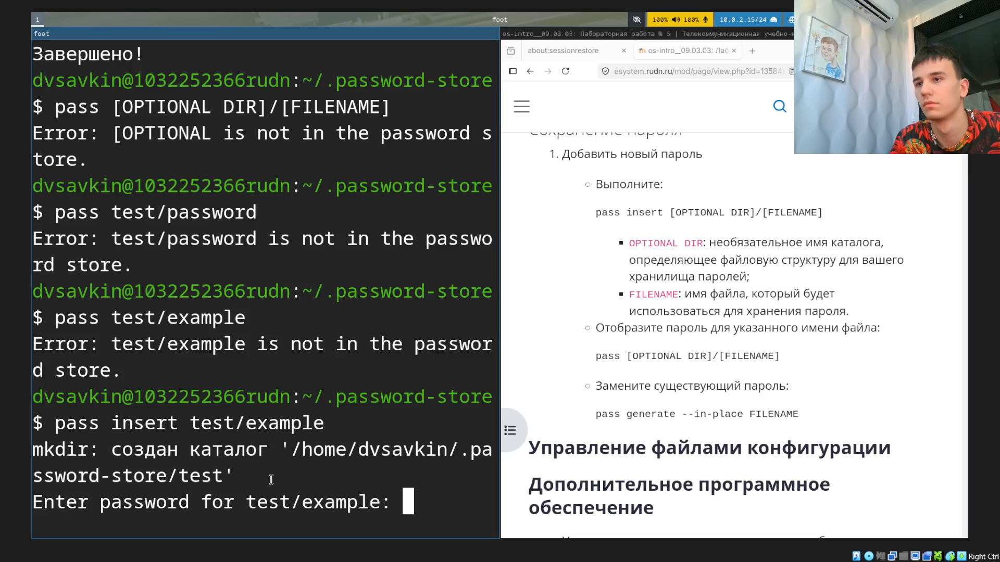 1
foot
100% 100%
10.0.2.15/24
foot
Завершено!
dvsavkin@1032252366rudn:~/.password-store
$ pass [OPTIONAL DIR]/[FILENAME]
Error: [OPTIONAL is not in the password s
tore.
dvsavkin@1032252366rudn:~/.password-store
$ pass test/password
Error: test/password is not in the passwo
rd store.
dvsavkin@1032252366rudn:~/.password-store
$ pass test/example
Error: test/example is not in the passwor
d store.
dvsavkin@1032252366rudn:~/.password-store
$ pass insert test/example
mkdir: создан каталог '/home/dvsavkin/.pa
ssword-store/test'
Enter password for test/example:
os-intro__09.03.03: Лабораторная работа № 5 | Телекоммуникационная учебно-и
about:sessionrestore
os-intro__09.03.03: Лаб
esystem.rudn.ru/mod/page/view.php?id=13584
Сохранение пароля
1. Добавить новый пароль
Выполните:
pass insert [OPTIONAL DIR]/[FILENAME]
OPTIONAL DIR: необязательное имя каталога,
определяющее файловую структуру для вашего
хранилища паролей;
FILENAME: имя файла, который будет
использоваться для хранения пароля.
Отобразите пароль для указанного имени файла:
pass [OPTIONAL DIR]/[FILENAME]
Замените существующий пароль:
pass generate --in-place FILENAME
Управление файлами конфигурации
Дополнительное программное
обеспечение
Right Ctrl